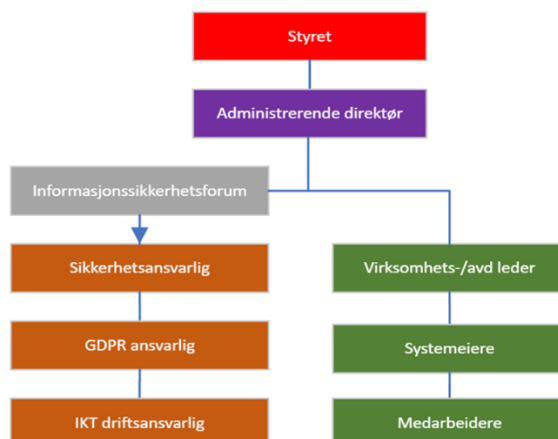 Styret
Administrerende direktør
Informasjonssikkerhetsforum
Sikkerhetsansvarlig
Virksomhets-/avd leder
GDPR ansvarlig
Systemeiere
IKT driftsansvarlig
Medarbeidere